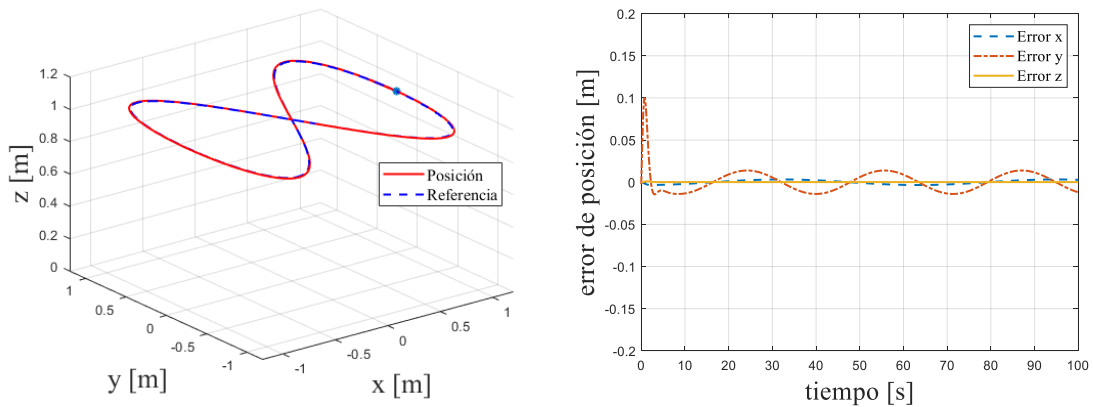 1.2
1
0.8
0.6
0.4
0.2
0
z [m]
1
0.5
0
-0.5
-1
y [m]
-1
-0.5
0
0.5
1
x [m]
Posición
Referencia
0.2
0.15
0.1
0.05
0
-0.05
-0.1
-0.15
-0.2
error de posición [m]
0 10 20 30 40 50 60 70 80 90 100
tiempo [s]
Error x
Error y
Error z